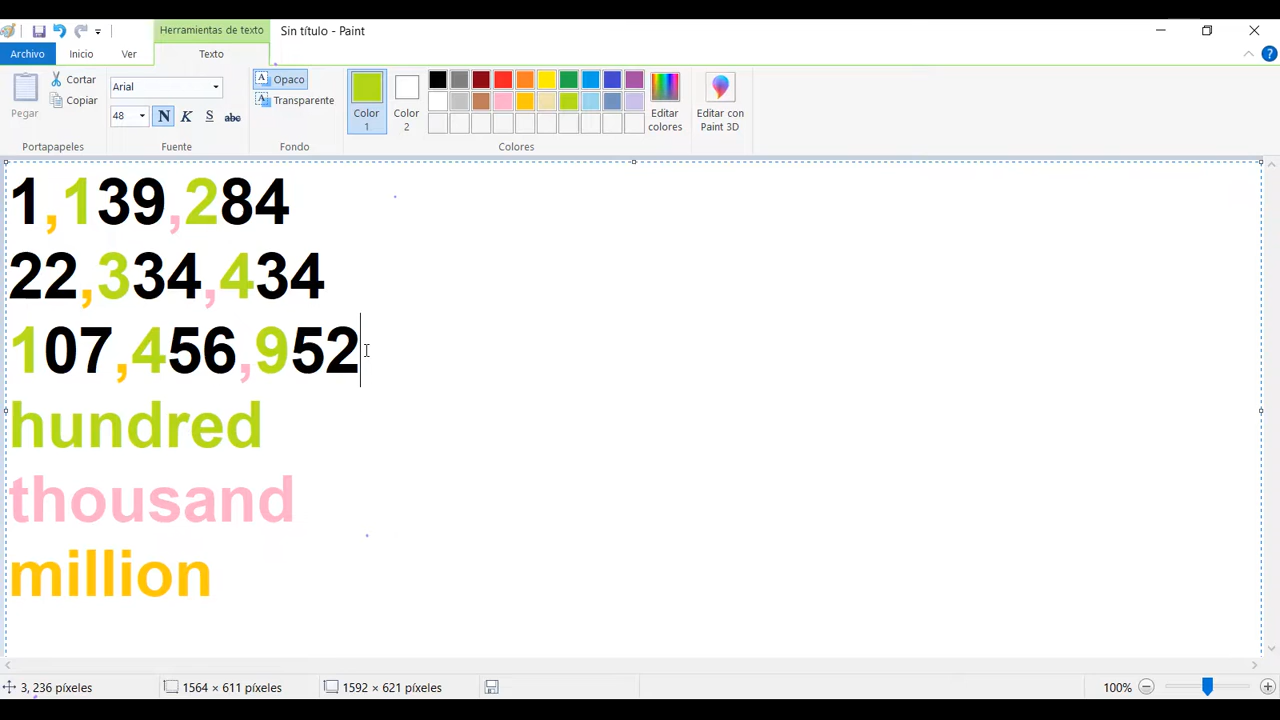 Herramientas de texto
Sin título - Paint
Archivo
Inicio
Ver
Texto
?
Pegar
Cortar
Copiar
Portapapeles
Arial
48
N K S abc
Fuente
A Opaco
A Transparente
Fondo
Color 1
Color 2
Editar colores
Colores
Editar con Paint 3D
1,139,284
22,334,434
107,456,952
hundred
thousand
million
3, 236 píxeles
1564 × 611 píxeles
1592 × 621 píxeles
100%